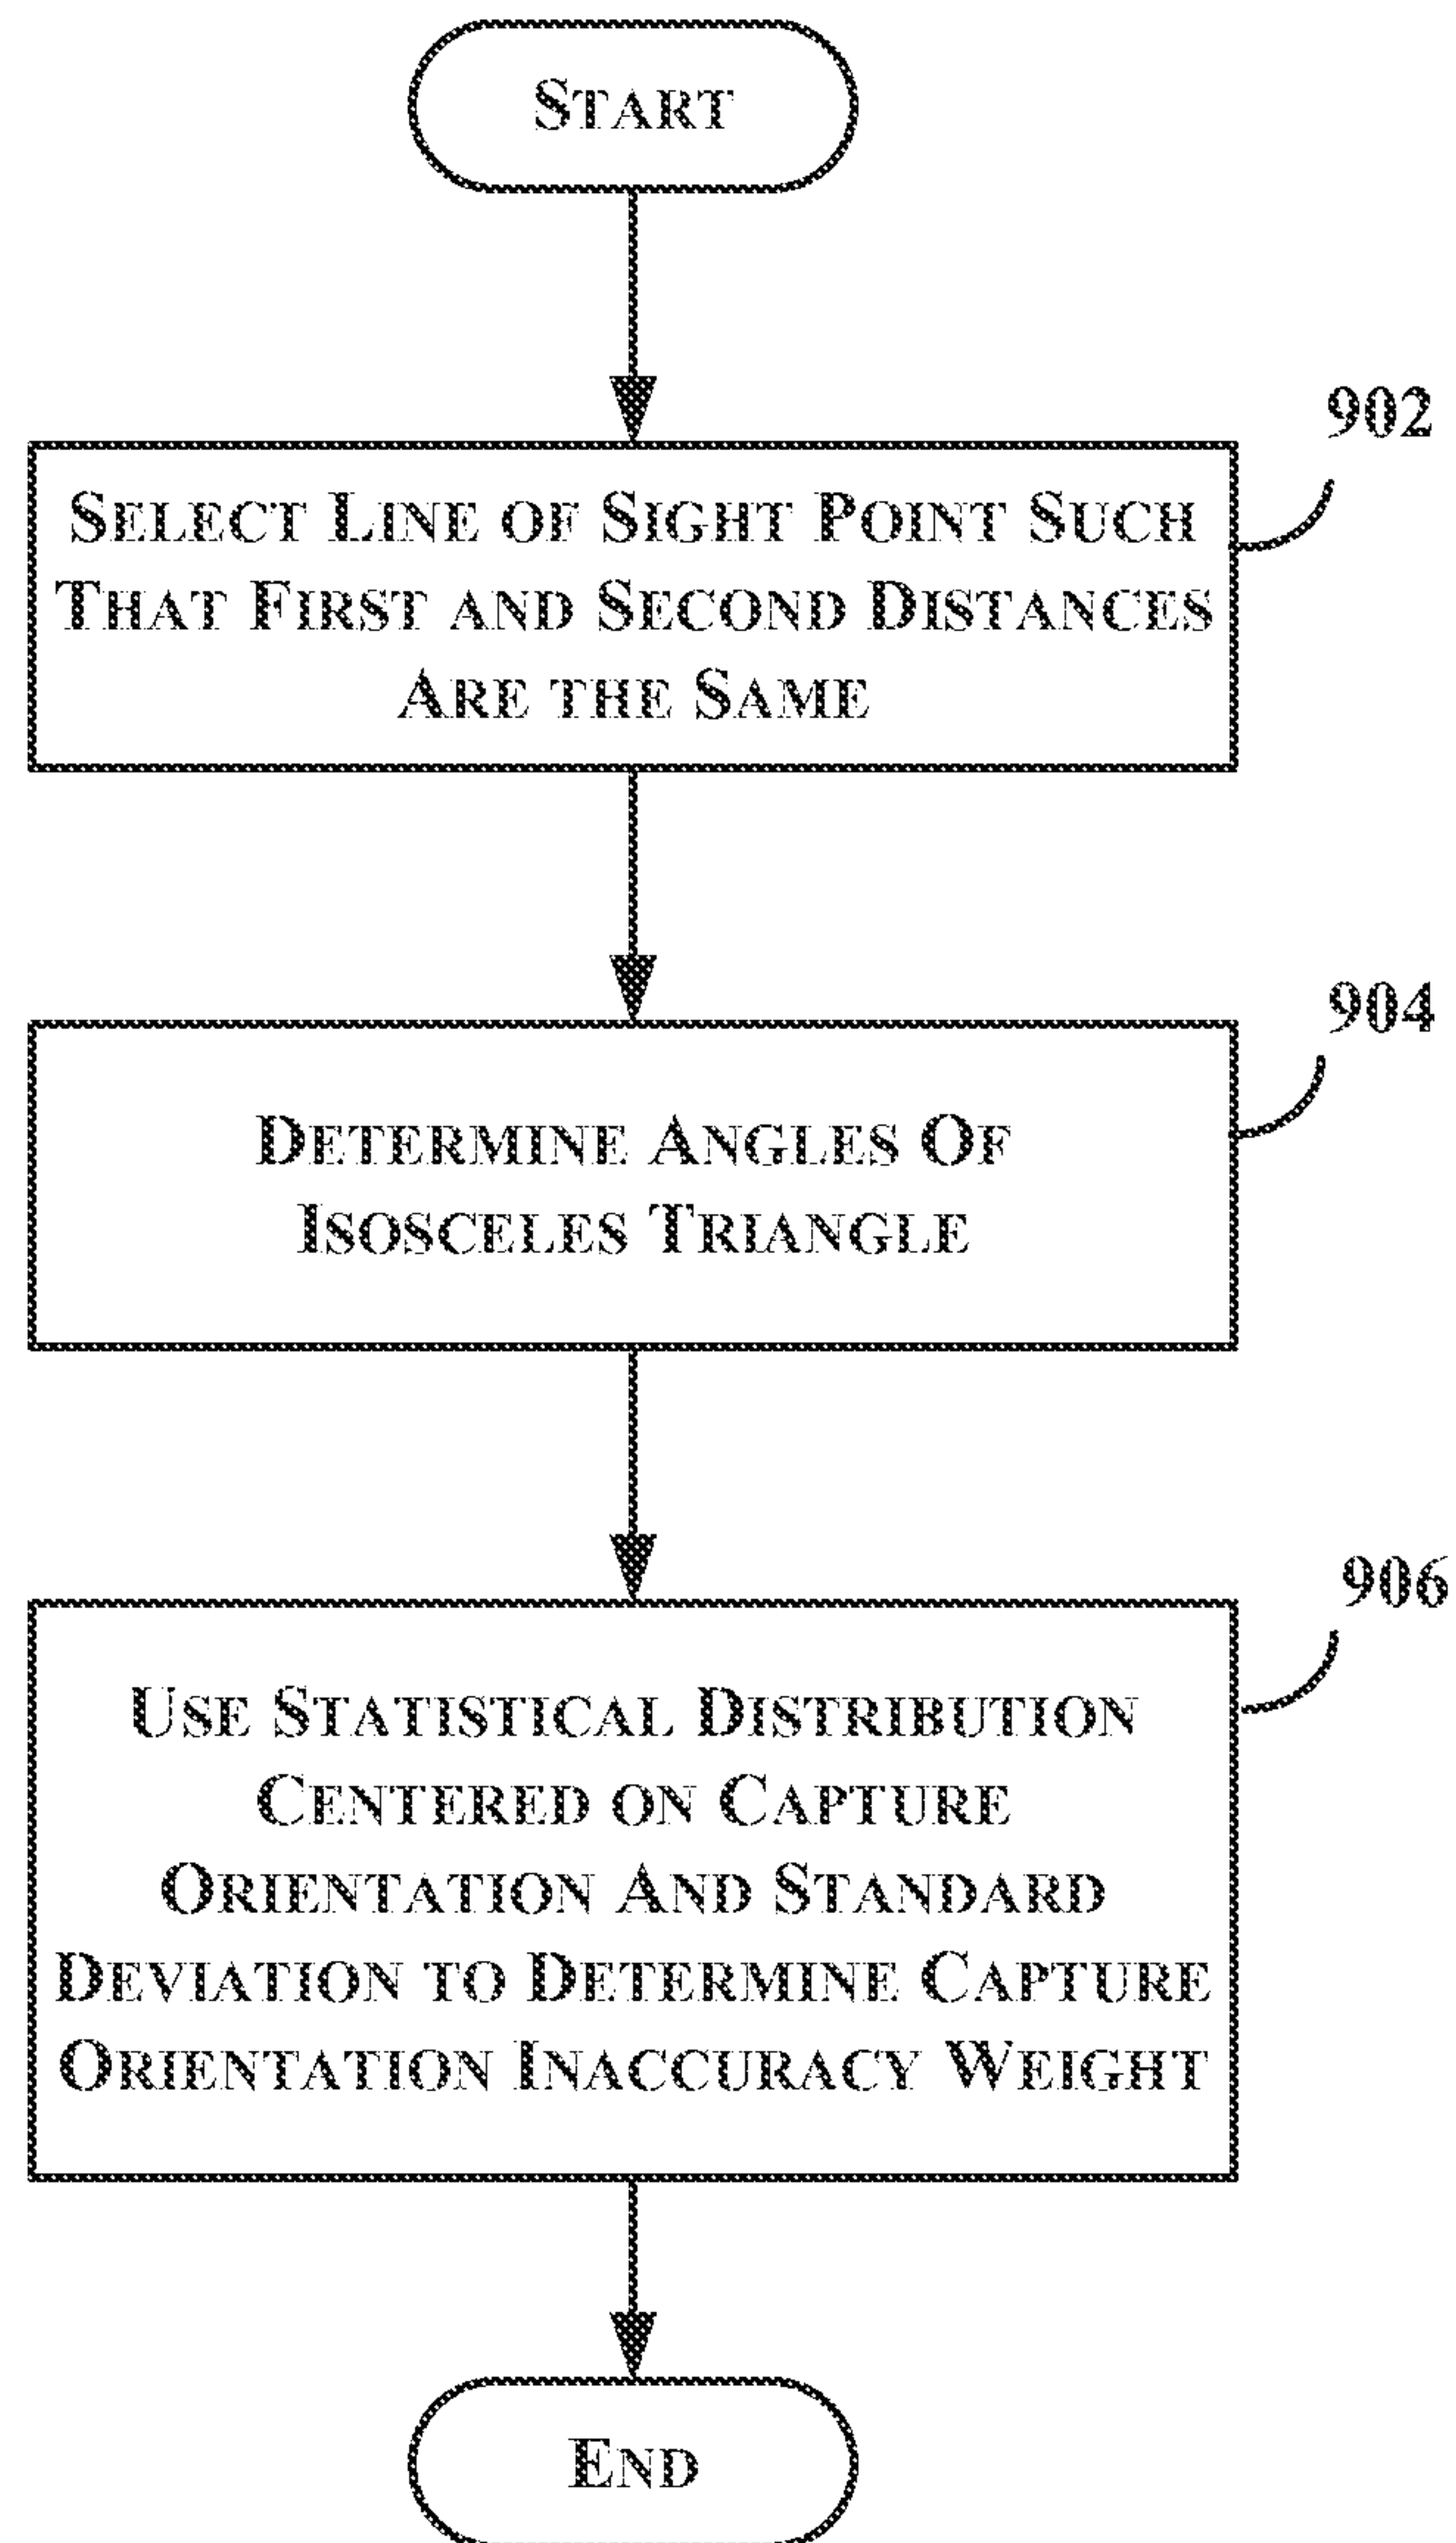 START
902
SELECT LINE OF SIGHT POINT SUCH
THAT FIRST AND SECOND DISTANCES
ARE THE SAME
904
DETERMINE ANGLES OF
ISOSCELES TRIANGLE
906
USE STATISTICAL DISTRIBUTION
CENTERED ON CAPTURE
ORIENTATION AND STANDARD
DEVIATION TO DETERMINE CAPTURE
ORIENTATION INACCURACY WEIGHT
END